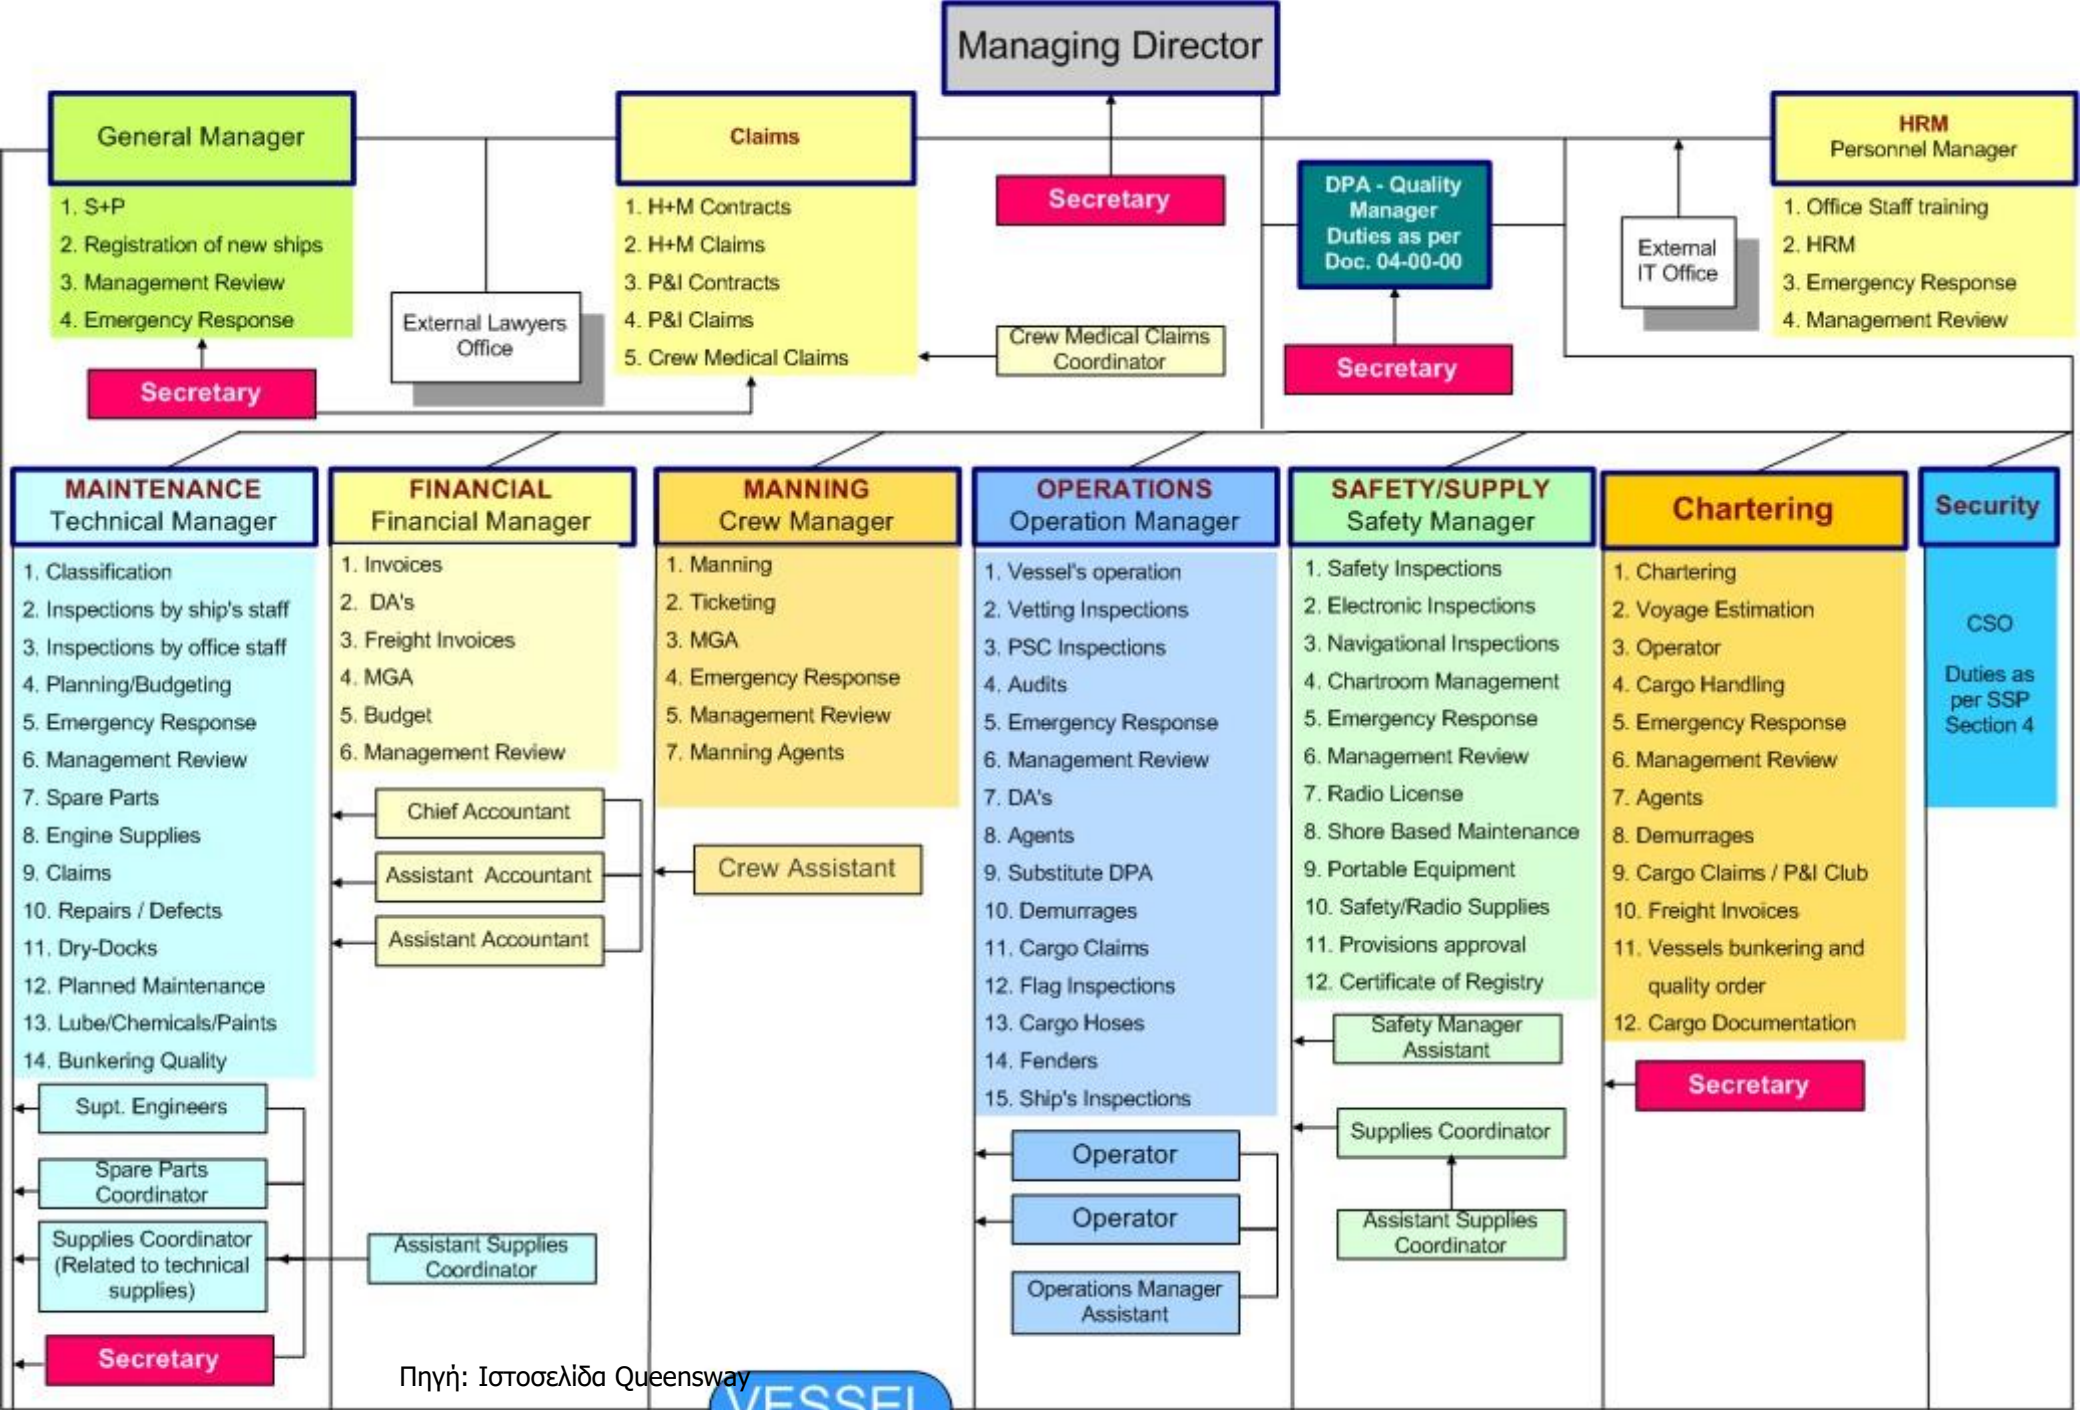 Managing Director
General Manager
1. S+P
2. Registration of new ships
3. Management Review
4. Emergency Response
Secretary
External Lawyers
Office
Claims
1. H+M Contracts
2. H+M Claims
3. P&I Contracts
4. P&I Claims
5. Crew Medical Claims
Crew Medical Claims
Coordinator
Secretary
DPA - Quality
Manager
Duties as per
Doc. 04-00-00
Secretary
External
IT Office
HRM
Personnel Manager
1. Office Staff training
2. HRM
3. Emergency Response
4. Management Review
MAINTENANCE
Technical Manager
1. Classification
2. Inspections by ship's staff
3. Inspections by office staff
4. Planning/Budgeting
5. Emergency Response
6. Management Review
7. Spare Parts
8. Engine Supplies
9. Claims
10. Repairs / Defects
11. Dry-Docks
12. Planned Maintenance
13. Lube/Chemicals/Paints
14. Bunkering Quality
Supt. Engineers
Spare Parts
Coordinator
Supplies Coordinator
(Related to technical
supplies)
Secretary
FINANCIAL
Financial Manager
1. Invoices
2. DA's
3. Freight Invoices
4. MGA
5. Budget
6. Management Review
Chief Accountant
Assistant Accountant
Assistant Accountant
Assistant Supplies
Coordinator
MANNING
Crew Manager
1. Manning
2. Ticketing
3. MGA
4. Emergency Response
5. Management Review
7. Manning Agents
Crew Assistant
OPERATIONS
Operation Manager
1. Vessel's operation
2. Vetting Inspections
3. PSC Inspections
4. Audits
5. Emergency Response
6. Management Review
7. DA's
8. Agents
9. Substitute DPA
10. Demurrages
11. Cargo Claims
12. Flag Inspections
13. Cargo Hoses
14. Fenders
15. Ship's Inspections
Operator
Operator
Operations Manager
Assistant
SAFETY/SUPPLY
Safety Manager
1. Safety Inspections
2. Electronic Inspections
3. Navigational Inspections
4. Chartroom Management
5. Emergency Response
6. Management Review
7. Radio License
8. Shore Based Maintenance
9. Portable Equipment
10. Safety/Radio Supplies
11. Provisions approval
12. Certificate of Registry
Safety Manager
Assistant
Supplies Coordinator
Assistant Supplies
Coordinator
Chartering
1. Chartering
2. Voyage Estimation
3. Operator
4. Cargo Handling
5. Emergency Response
6. Management Review
7. Agents
8. Demurrages
9. Cargo Claims / P&I Club
10. Freight Invoices
11. Vessels bunkering and
quality order
12. Cargo Documentation
Secretary
Security
CSO
Duties as
per SSP
Section 4
Πηγή: Ιστοσελίδα Queensway
VESSEL